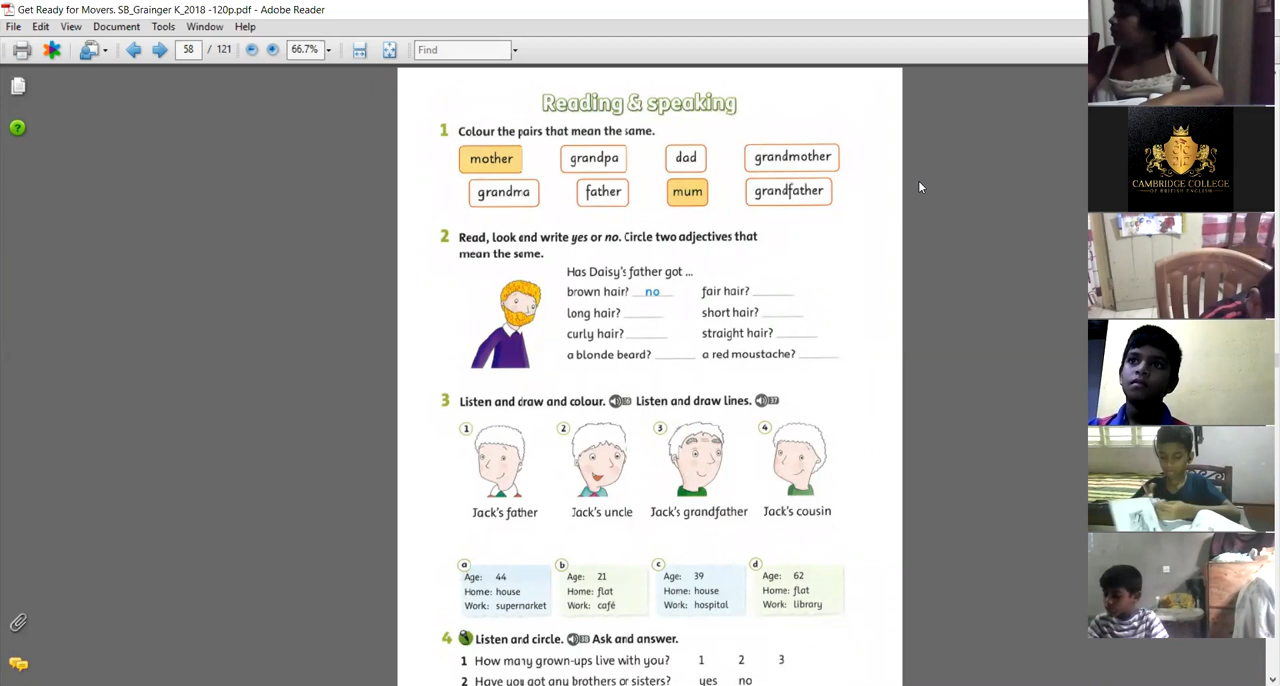 Get Ready for Movers. SB_Grainger K_2018 -120p.pdf - Adobe Reader
File Edit View Document Tools Window Help
58 / 121 66.7% Find
Reading & speaking
1 Colour the pairs that mean the same.
mother grandpa dad grandmother
grandma father mum grandfather
2 Read, look and write yes or no. Circle two adjectives that
mean the same.
Has Daisy's father got ...
brown hair? no fair hair?
long hair? short hair?
curly hair? straight hair?
a blonde beard? a red moustache?
3 Listen and draw and colour. Listen and draw lines. 37
1 2 3 4
Jack's father Jack's uncle Jack's grandfather Jack's cousin
a b c d
Age: 44 Age: 21 Age: 39 Age: 62
Home: house Home: flat Home: house Home: flat
Work: supermarket Work: café Work: hospital Work: library
4 Listen and circle. Ask and answer.
1 How many grown-ups live with you? 1 2 3
2 Have you got any brothers or sisters? yes no
CAMBRIDGE COLLEGE
OF BRITISH ENGLISH